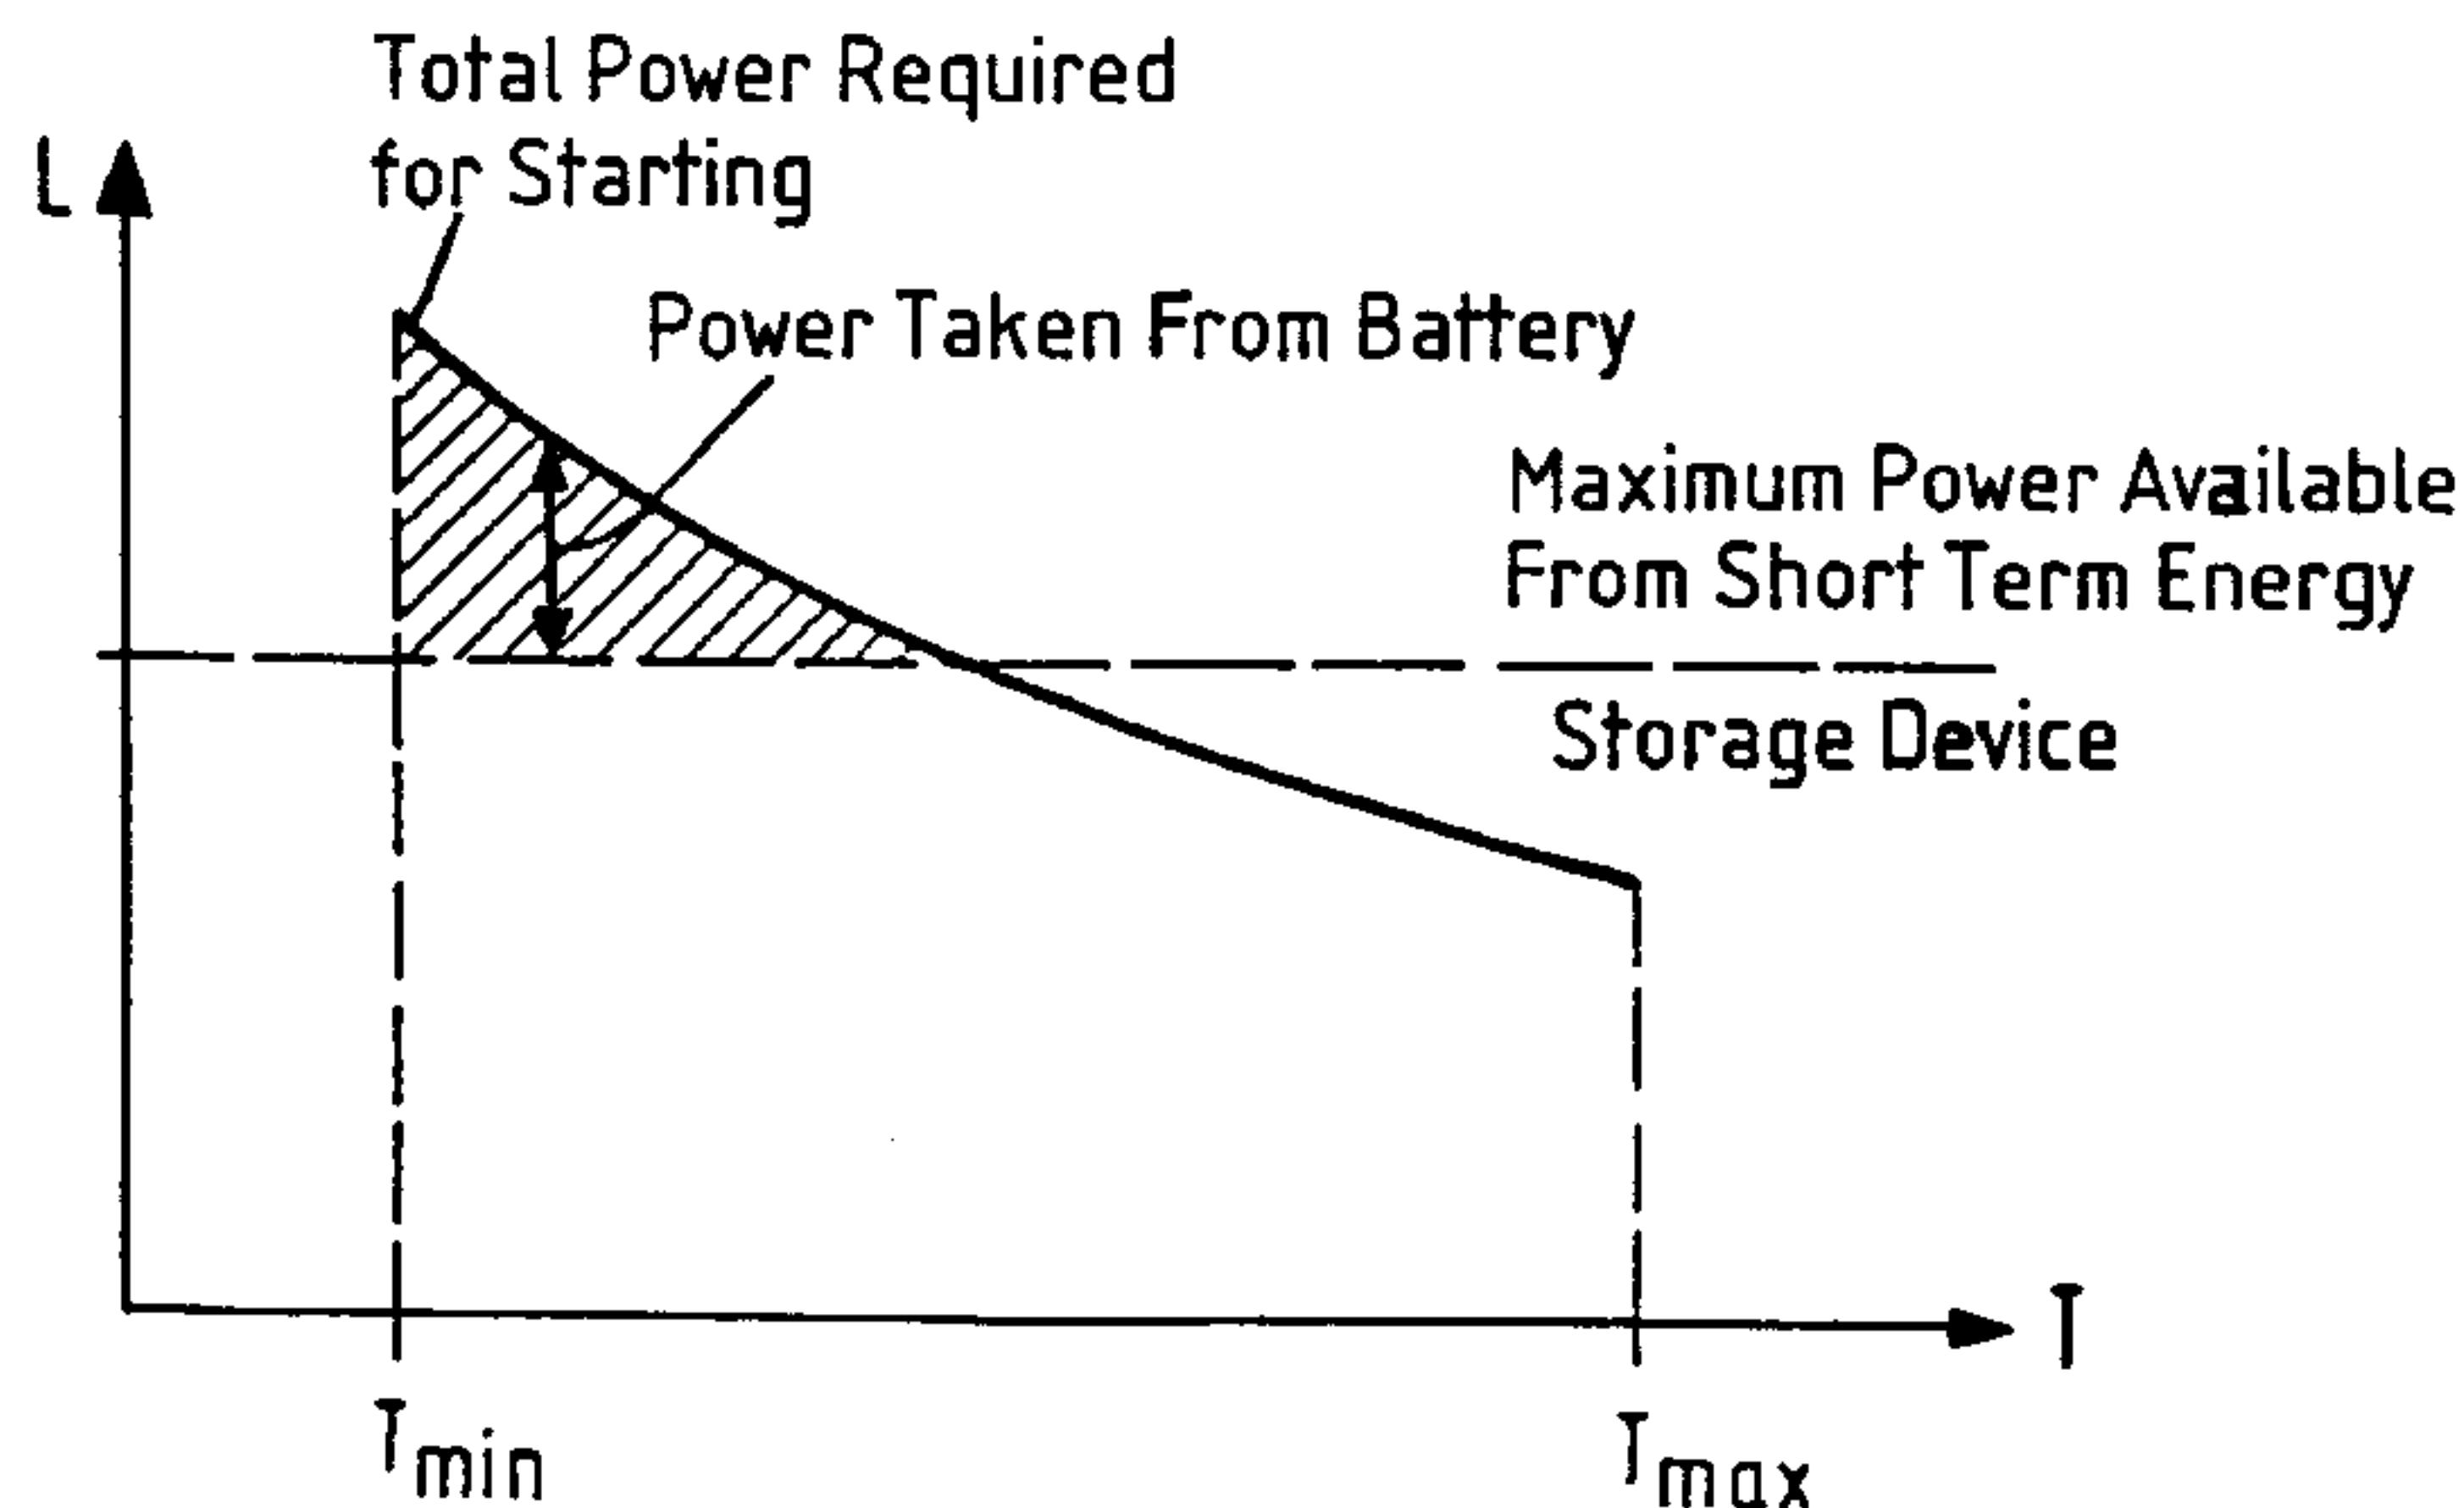 Total Power Required
for Starting
L
Power Taken From Battery
Maximum Power Available
From Short Term Energy
Storage Device
T
Tmin
Tmax